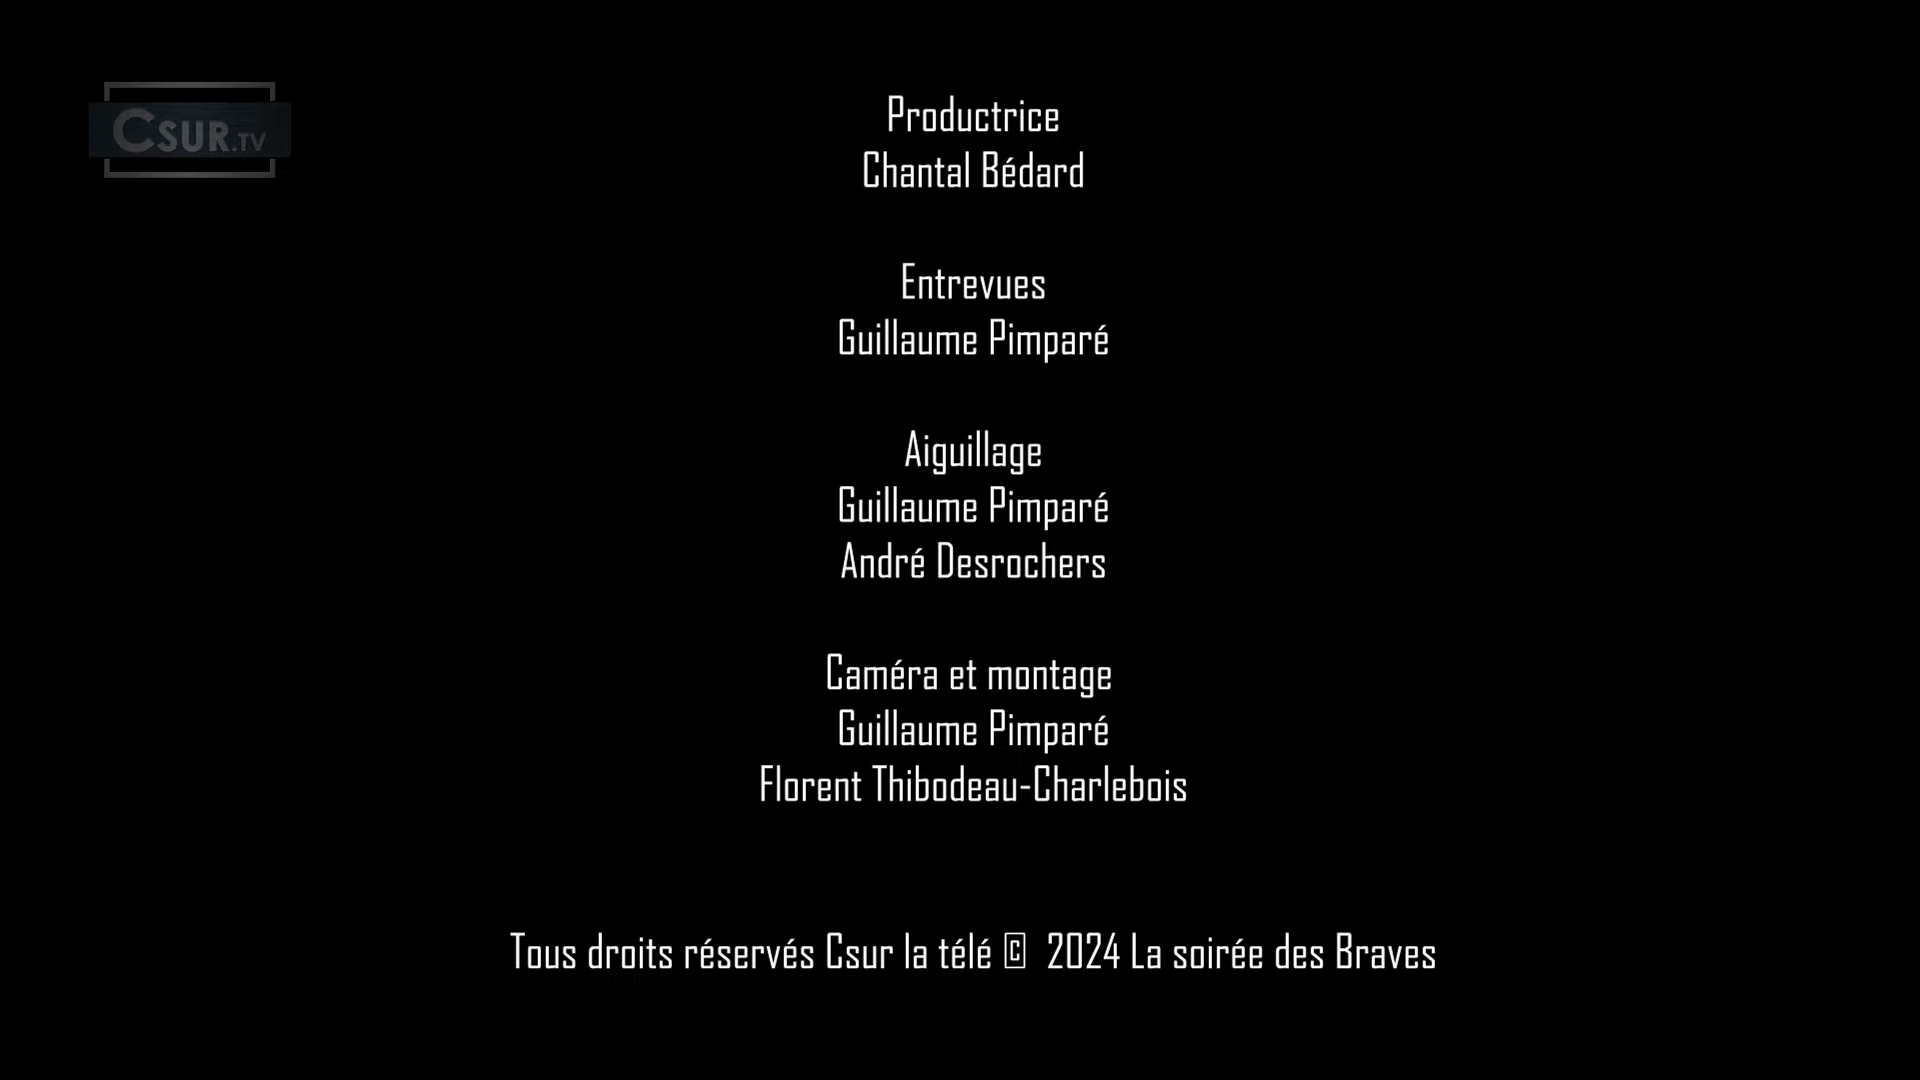 Csur.tv
Productrice
Chantal Bédard
Entrevues
Guillaume Pimparé
Aiguillage
Guillaume Pimparé
André Desrochers
Caméra et montage
Guillaume Pimparé
Florent Thibodeau-Charlebois
Tous droits réservés Csur la télé © 2024 La soirée des Braves